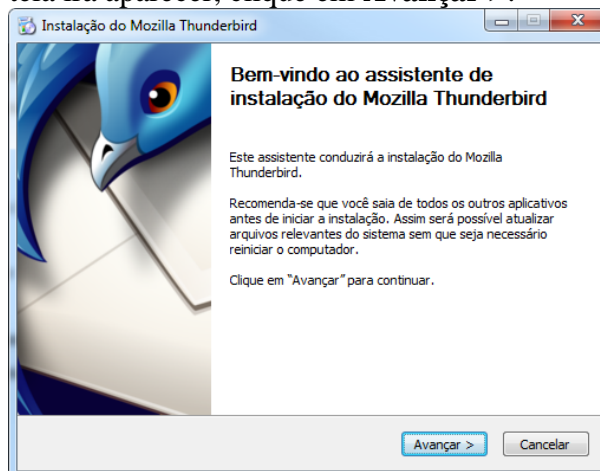 Instalação do Mozilla Thunderbird
Bem-vindo ao assistente de
instalação do Mozilla Thunderbird
Este assistente conduzirá a instalação do Mozilla
Thunderbird.
Recomenda-se que você saia de todos os outros aplicativos
antes de iniciar a instalação. Assim será possível atualizar
arquivos relevantes do sistema sem que seja necessário
reiniciar o computador.
Clique em "Avançar" para continuar.
Avançar >
Cancelar